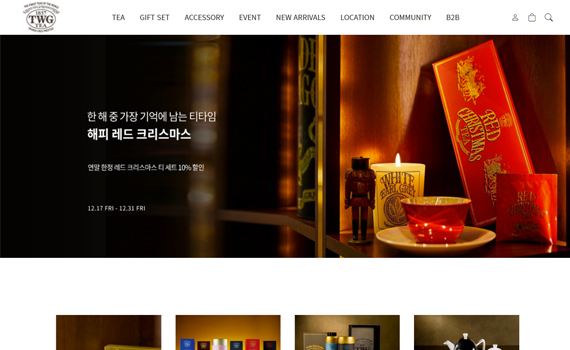 TWG
TEA
TEA GIFT SET ACCESSORY EVENT NEW ARRIVALS LOCATION COMMUNITY B2B
한 해 중 가장 기억에 남는 티타임
해피 레드 크리스마스
연말 한정 레드 크리스마스 티 세트 10% 할인
12.17 FRI - 12.31 FRI
RED
CHRISTMAS
TEA
WHITE
EARL GREY
RED
CHRISTMAS